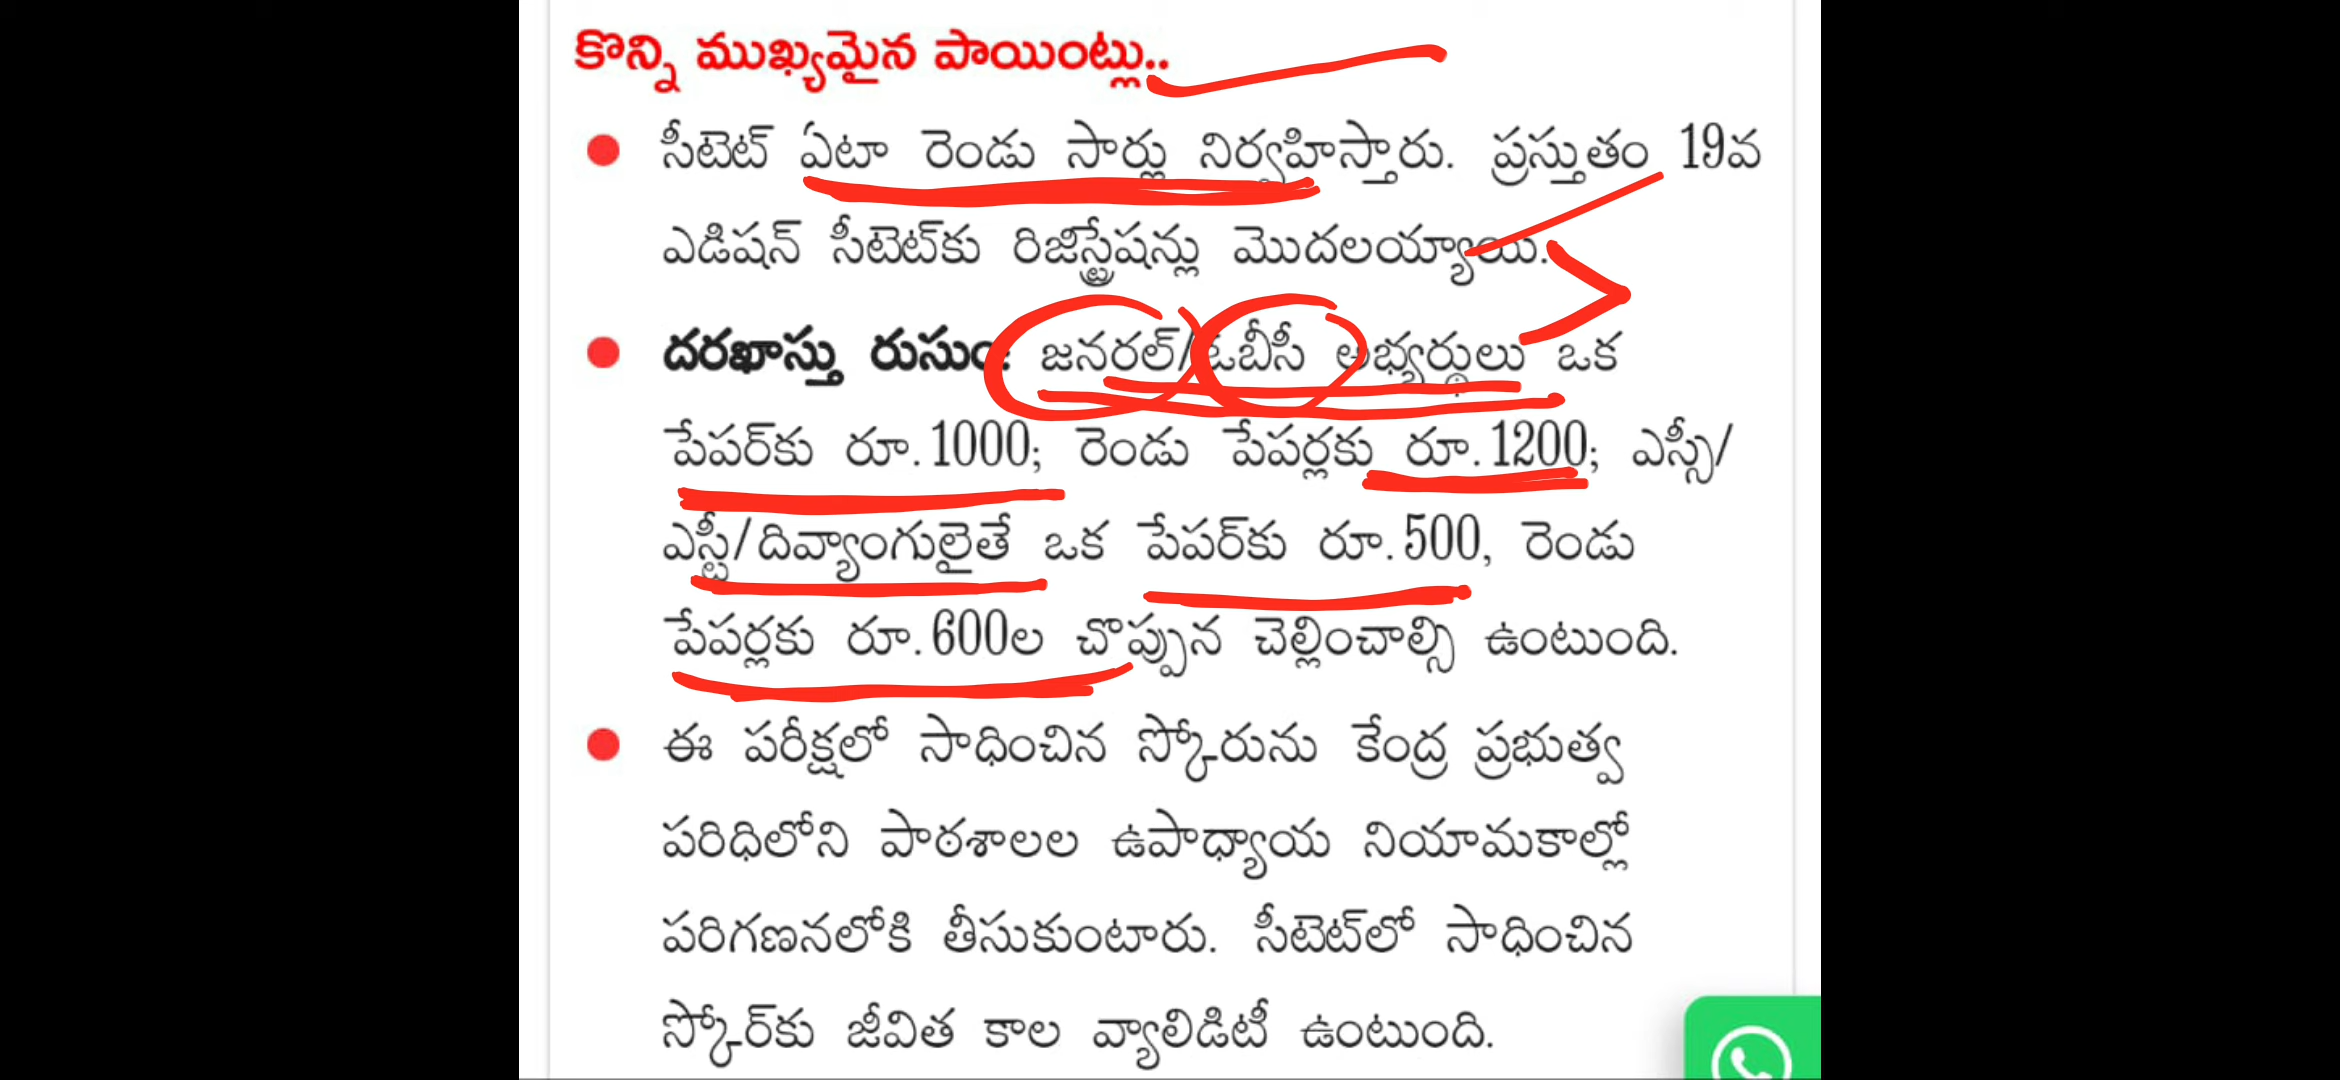 కొన్ని ముఖ్యమైన పాయింట్లు..
సీటెట్ ఏటా రెండు సార్లు నిర్వహిస్తారు. ప్రస్తుతం 19వ
ఎడిషన్ సీటెట్‌కు రిజిస్ట్రేషన్లు మొదలయ్యాయి.
దరఖాస్తు రుసుం: జనరల్/ఓబీసీ అభ్యర్థులు ఒక
పేపర్‌కు రూ.1000; రెండు పేపర్లకు రూ.1200; ఎస్సీ/
ఎస్టీ/దివ్యాంగులైతే ఒక పేపర్‌కు రూ.500, రెండు
పేపర్లకు రూ.600ల చొప్పున చెల్లించాల్సి ఉంటుంది.
ఈ పరీక్షలో సాధించిన స్కోరును కేంద్ర ప్రభుత్వ
పరిధిలోని పాఠశాలల ఉపాధ్యాయ నియామకాల్లో
పరిగణనలోకి తీసుకుంటారు. సీటెట్‌లో సాధించిన
స్కోర్‌కు జీవిత కాల వ్యాలిడిటీ ఉంటుంది.